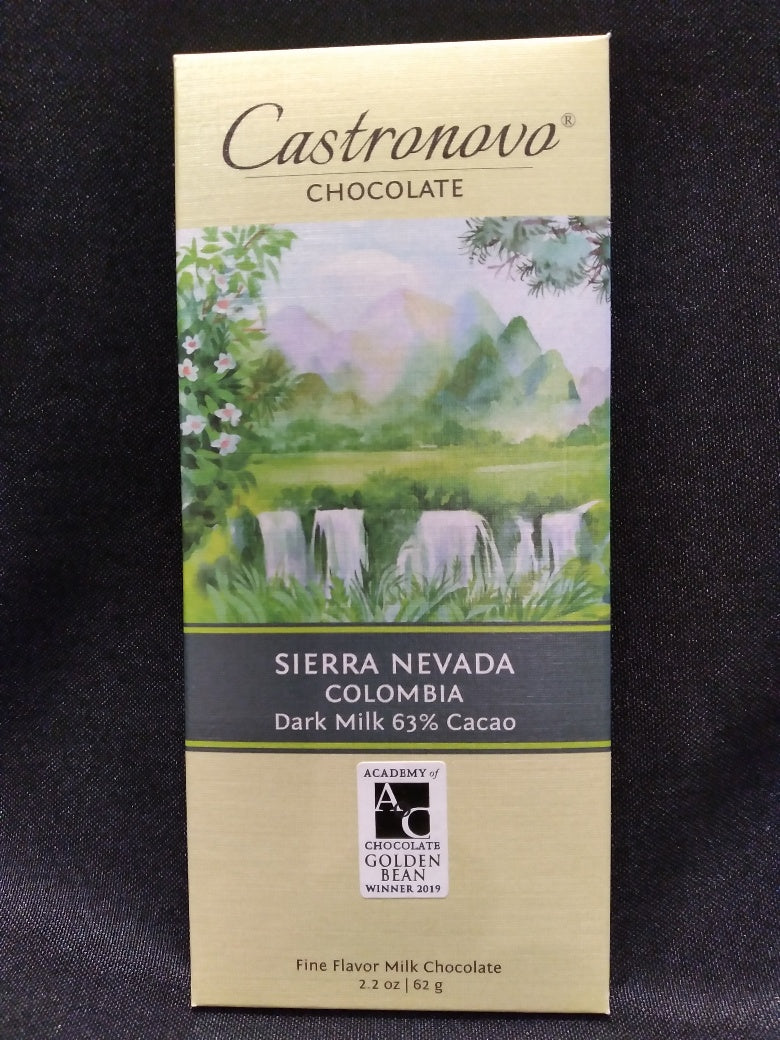 Castronovo®
CHOCOLATE
SIERRA NEVADA
COLOMBIA
Dark Milk 63% Cacao
ACADEMY of
A C
CHOCOLATE
GOLDEN
BEAN
WINNER 2019
Fine Flavor Milk Chocolate
2.2 oz | 62 g